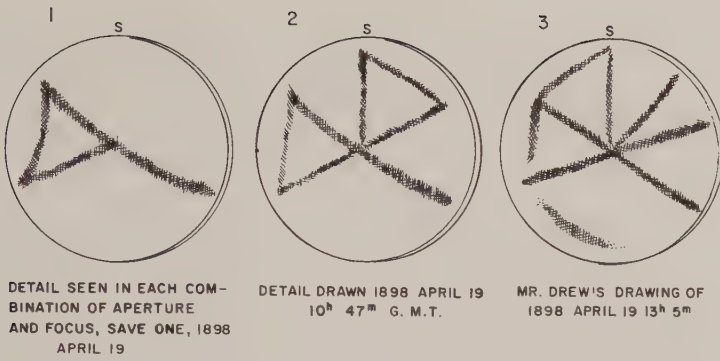 1
S
2
S
3
S
DETAIL SEEN IN EACH COM-
BINATION OF APERTURE
AND FOCUS, SAVE ONE, 1898
APRIL 19
DETAIL DRAWN 1898 APRIL 19
10ʰ 47ᵐ G. M. T.
MR. DREW'S DRAWING OF
1898 APRIL 19 13ʰ 5ᵐ